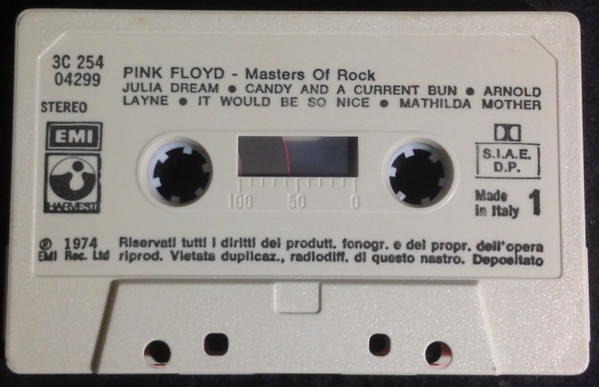 3C 254
04299
STEREO
EMI
HARVEST
PINK FLOYD - Masters Of Rock
JULIA DREAM ● CANDY AND A CURRENT BUN ● ARNOLD
LAYNE ● IT WOULD BE SO NICE ● MATHILDA MOTHER
100 50 0
S.I.A.E.
D.P.
Made
in Italy 1
℗ 1974
EMI Rec. Ltd
Riservati tutti i diritti dei produtt. fonogr. e dei propr. dell'opera
riprod. Vietata duplicaz., radiodiff. di questo nastro. Depositato